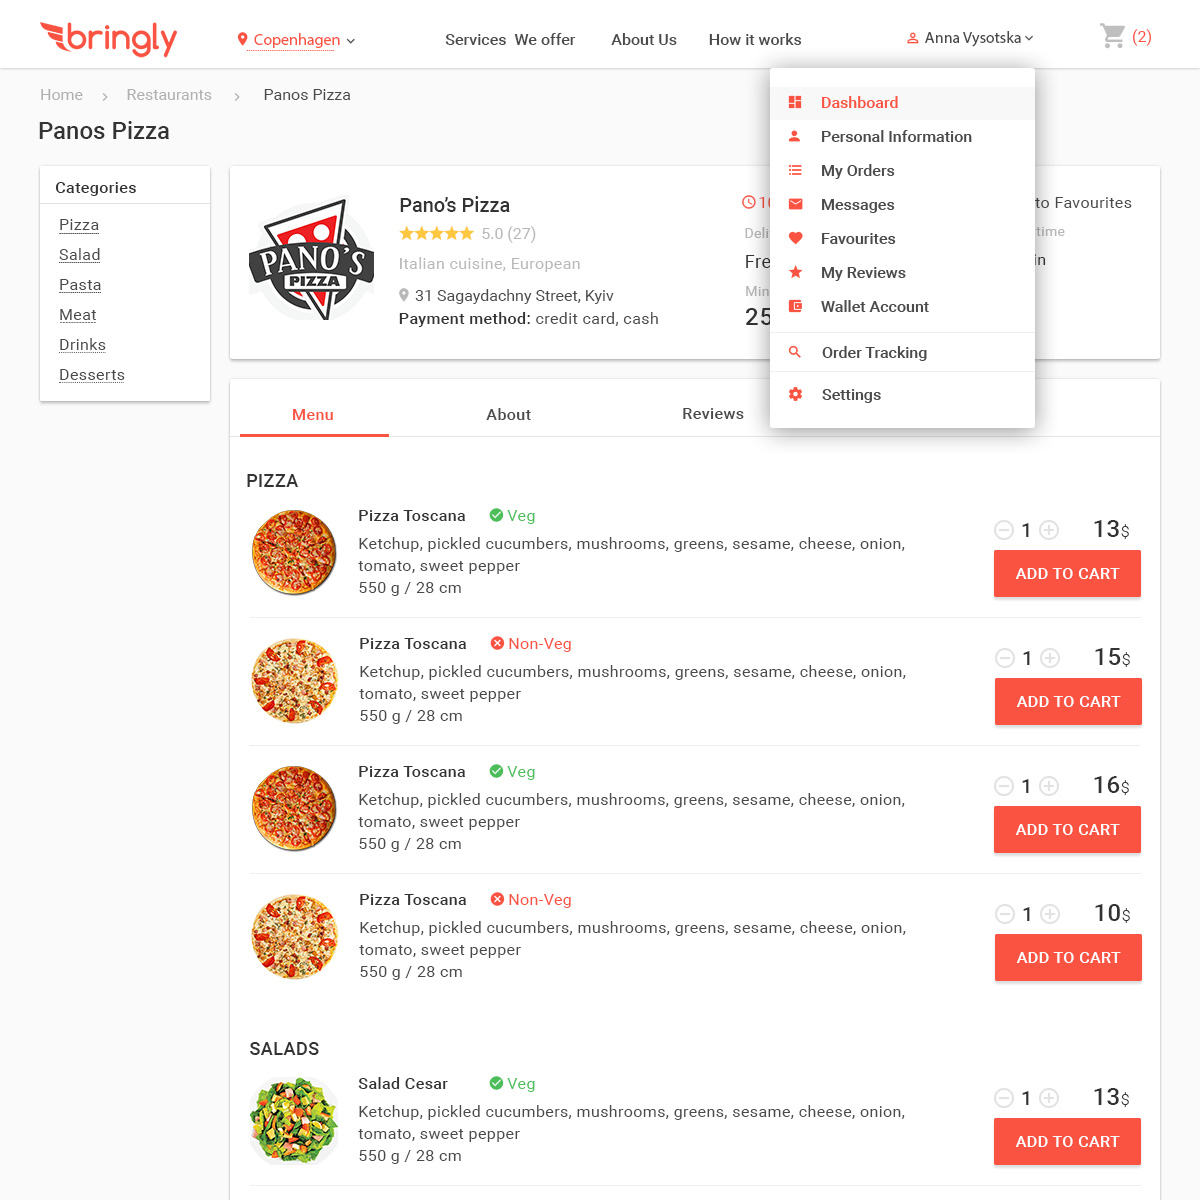 bringly
Copenhagen
Services We offer
About Us
How it works
Anna Vysotska
(2)
Home
Restaurants
Panos Pizza
Panos Pizza
Categories
Pizza
Salad
Pasta
Meat
Drinks
Desserts
PANO'S
PIZZA
Pano's Pizza
5.0 (27)
Italian cuisine, European
31 Sagaydachny Street, Kyiv
Payment method: credit card, cash
to Favourites
time
Min
25
Dashboard
Personal Information
My Orders
Messages
Favourites
My Reviews
Wallet Account
Order Tracking
Settings
Menu
About
Reviews
PIZZA
Pizza Toscana
Veg
Ketchup, pickled cucumbers, mushrooms, greens, sesame, cheese, onion,
tomato, sweet pepper
550 g / 28 cm
1
13$
ADD TO CART
Pizza Toscana
Non-Veg
Ketchup, pickled cucumbers, mushrooms, greens, sesame, cheese, onion,
tomato, sweet pepper
550 g / 28 cm
1
15$
ADD TO CART
Pizza Toscana
Veg
Ketchup, pickled cucumbers, mushrooms, greens, sesame, cheese, onion,
tomato, sweet pepper
550 g / 28 cm
1
16$
ADD TO CART
Pizza Toscana
Non-Veg
Ketchup, pickled cucumbers, mushrooms, greens, sesame, cheese, onion,
tomato, sweet pepper
550 g / 28 cm
1
10$
ADD TO CART
SALADS
Salad Cesar
Veg
Ketchup, pickled cucumbers, mushrooms, greens, sesame, cheese, onion,
tomato, sweet pepper
550 g / 28 cm
1
13$
ADD TO CART